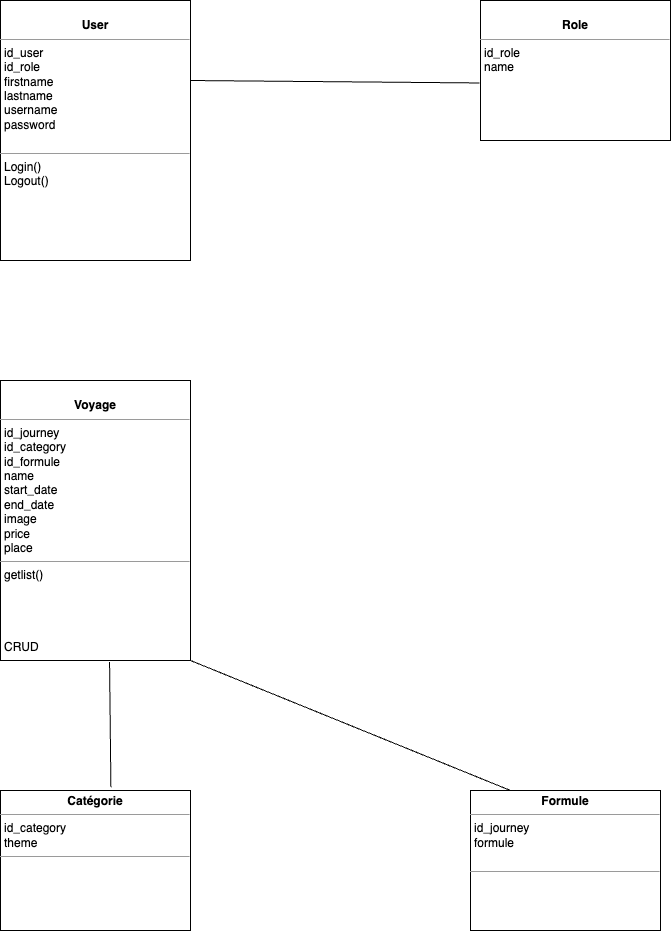 User
id_user
id_role
firstname
lastname
username
password
Login()
Logout()
Role
id_role
name
Voyage
id_journey
id_category
id_formule
name
start_date
end_date
image
price
place
getlist()
CRUD
Catégorie
id_category
theme
Formule
id_journey
formule